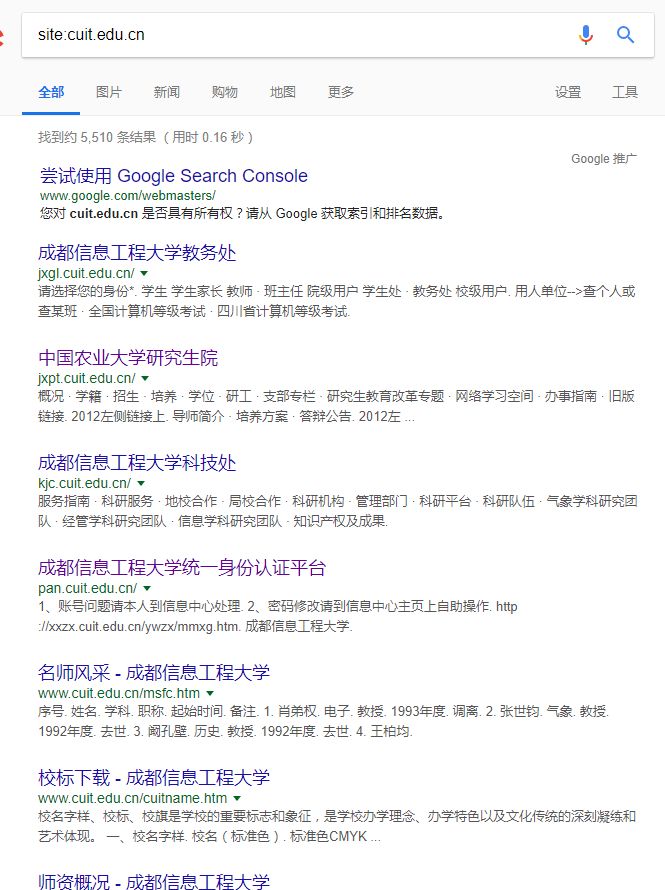 site:cuit.edu.cn
全部 图片 新闻 购物 地图 更多 设置 工具
找到约 5,510 条结果 （用时 0.16 秒）
Google 推广
尝试使用 Google Search Console
www.google.com/webmasters/
您对 cuit.edu.cn 是否具有所有权？请从 Google 获取索引和排名数据。
成都信息工程大学教务处
jxgl.cuit.edu.cn/
请选择您的身份*. 学生 学生家长 教师 · 班主任 院级用户 学生处 · 教务处 校级用户. 用人单位-->查个人或
查某班 · 全国计算机等级考试 · 四川省计算机等级考试.
中国农业大学研究生院
jxpt.cuit.edu.cn/
概况 · 学籍 · 招生 · 培养 · 学位 · 研工 · 支部专栏 · 研究生教育改革专题 · 网络学习空间 · 办事指南 · 旧版
链接. 2012左侧链接上. 导师简介 · 培养方案 · 答辩公告. 2012左 ...
成都信息工程大学科技处
kjc.cuit.edu.cn/
服务指南 · 科研服务 · 地校合作 · 局校合作 · 科研机构 · 管理部门 · 科研平台 · 科研队伍 · 气象学科研究团
队 · 经管学科研究团队 · 信息学科研究团队 · 知识产权及成果.
成都信息工程大学统一身份认证平台
pan.cuit.edu.cn/
1、账号问题请本人到信息中心处理. 2、密码修改请到信息中心主页上自助操作. http
://xxzx.cuit.edu.cn/ywzx/mmxg.htm. 成都信息工程大学.
名师风采 - 成都信息工程大学
www.cuit.edu.cn/msfc.htm
序号. 姓名. 学科. 职称. 起始时间. 备注. 1. 肖弟权. 电子. 教授. 1993年度. 调离. 2. 张世钧. 气象. 教授.
1992年度. 去世. 3. 阚孔壁. 历史. 教授. 1992年度. 去世. 4. 王柏均.
校标下载 - 成都信息工程大学
www.cuit.edu.cn/cuitname.htm
校名字样、校标、校旗是学校的重要标志和象征，是学校办学理念、办学特色以及文化传统的深刻凝练和
艺术体现。 一、校名字样. 校名（标准色）. 标准色CMYK ...
师资概况 - 成都信息工程大学